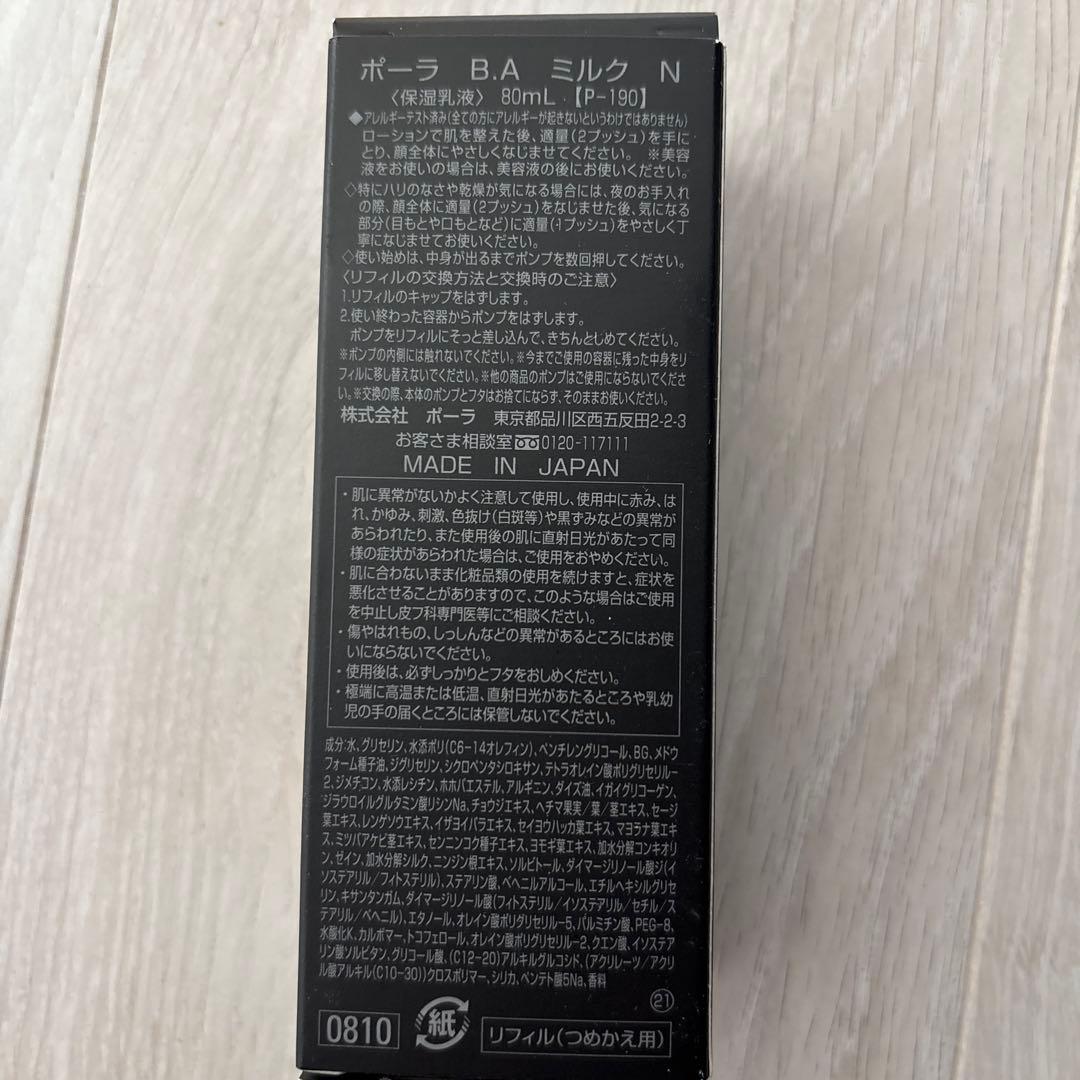 ポーラ B.A ミルク N
〈保湿乳液〉 80mL 【P-190】
◆アレルギーテスト済み(全ての方にアレルギーが起きないというわけではありません)
ローションで肌を整えた後、適量(2プッシュ)を手に
とり、顔全体にやさしくなじませてください。 ※美容
液をお使いの場合は、美容液の後にお使いください。
◇特にハリのなさや乾燥が気になる場合には、夜のお手入れ
の際、顔全体に適量(2プッシュ)をなじませた後、気になる
部分(目もとや口もとなど)に適量(1プッシュ)をやさしく丁
寧になじませてお使いください。
◇使い始めは、中身が出るまでポンプを数回押してください。
〈リフィルの交換方法と交換時のご注意〉
1.リフィルのキャップをはずします。
2.使い終わった容器からポンプをはずします。
ポンプをリフィルにそっと差し込んで、きちんとしめてください。
※ポンプの内側には触れないでください。※今までご使用の容器に残った中身をリ
フィルに移し替えないでください。※他の商品のポンプはご使用にならないでくださ
い。※交換の際、本体のポンプとフタはお捨てにならず、そのままお使いください。
株式会社 ポーラ 東京都品川区西五反田2-2-3
お客さま相談室 0120-117111
MADE IN JAPAN
・肌に異常がないかよく注意して使用し、使用中に赤み、は
れ、かゆみ、刺激、色抜け(白斑等)や黒ずみなどの異常が
あらわれたり、また使用後の肌に直射日光があたって同
様の症状があらわれた場合は、ご使用をおやめください。
・肌に合わないまま化粧品類の使用を続けますと、症状を
悪化させることがありますので、このような場合はご使用
を中止し皮フ科専門医等にご相談ください。
・傷やはれもの、しっしんなどの異常があるところにはお使
いにならないでください。
・使用後は、必ずしっかりとフタをおしめください。
・極端に高温または低温、直射日光があたるところや乳幼
児の手の届くところには保管しないでください。
成分:水、グリセリン、水添ポリ(C6-14オレフィン)、ペンチレングリコール、BG、メドウ
フォーム種子油、ジグリセリン、シクロペンタシロキサン、テトラオレイン酸ポリグリセリル-
2、ジメチコン、水添レシチン、ホホバエステル、アルギニン、ダイズ油、イガイグリコーゲン、
ジラウロイルグルタミン酸リシンNa、チョウジエキス、ヘチマ果実/葉/茎エキス、セージ
葉エキス、レンゲソウエキス、イザヨイバラエキス、セイヨウハッカ葉エキス、マヨラナ葉エキ
ス、ミツバアケビ茎エキス、センニンコク種子エキス、ヨモギ葉エキス、加水分解コンキオリ
ン、ゼイン、加水分解シルク、ニンジン根エキス、ソルビトール、ダイマージリノール酸ジ(イ
ソステアリル/フィトステリル)、ステアリン酸、ベヘニルアルコール、エチルヘキシルグリセ
リン、キサンタンガム、ダイマージリノール酸(フィトステリル/イソステアリル/セチル/ス
テアリル/ベヘニル)、エタノール、オレイン酸ポリグリセリル-5、パルミチン酸、PEG-8、
水酸化K、カルボマー、トコフェロール、オレイン酸ポリグリセリル-2、クエン酸、イソステア
リン酸ソルビタン、グリコール酸、(C12-20)アルキルグルコシド、(アクリレーツ/アクリ
ル酸アルキル(C10-30))クロスポリマー、シリカ、ペンテト酸5Na、香料
㉑
0810 紙 リフィル(つめかえ用)